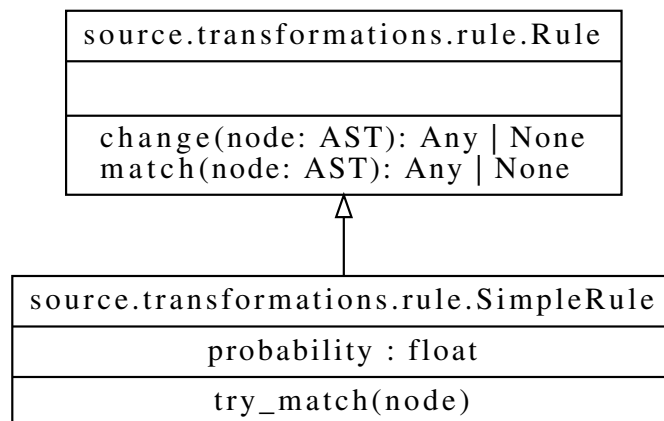 source.transformations.rule.Rule
change(node: AST): Any | None
match(node: AST): Any | None
source.transformations.rule.SimpleRule
probability : float
try_match(node)